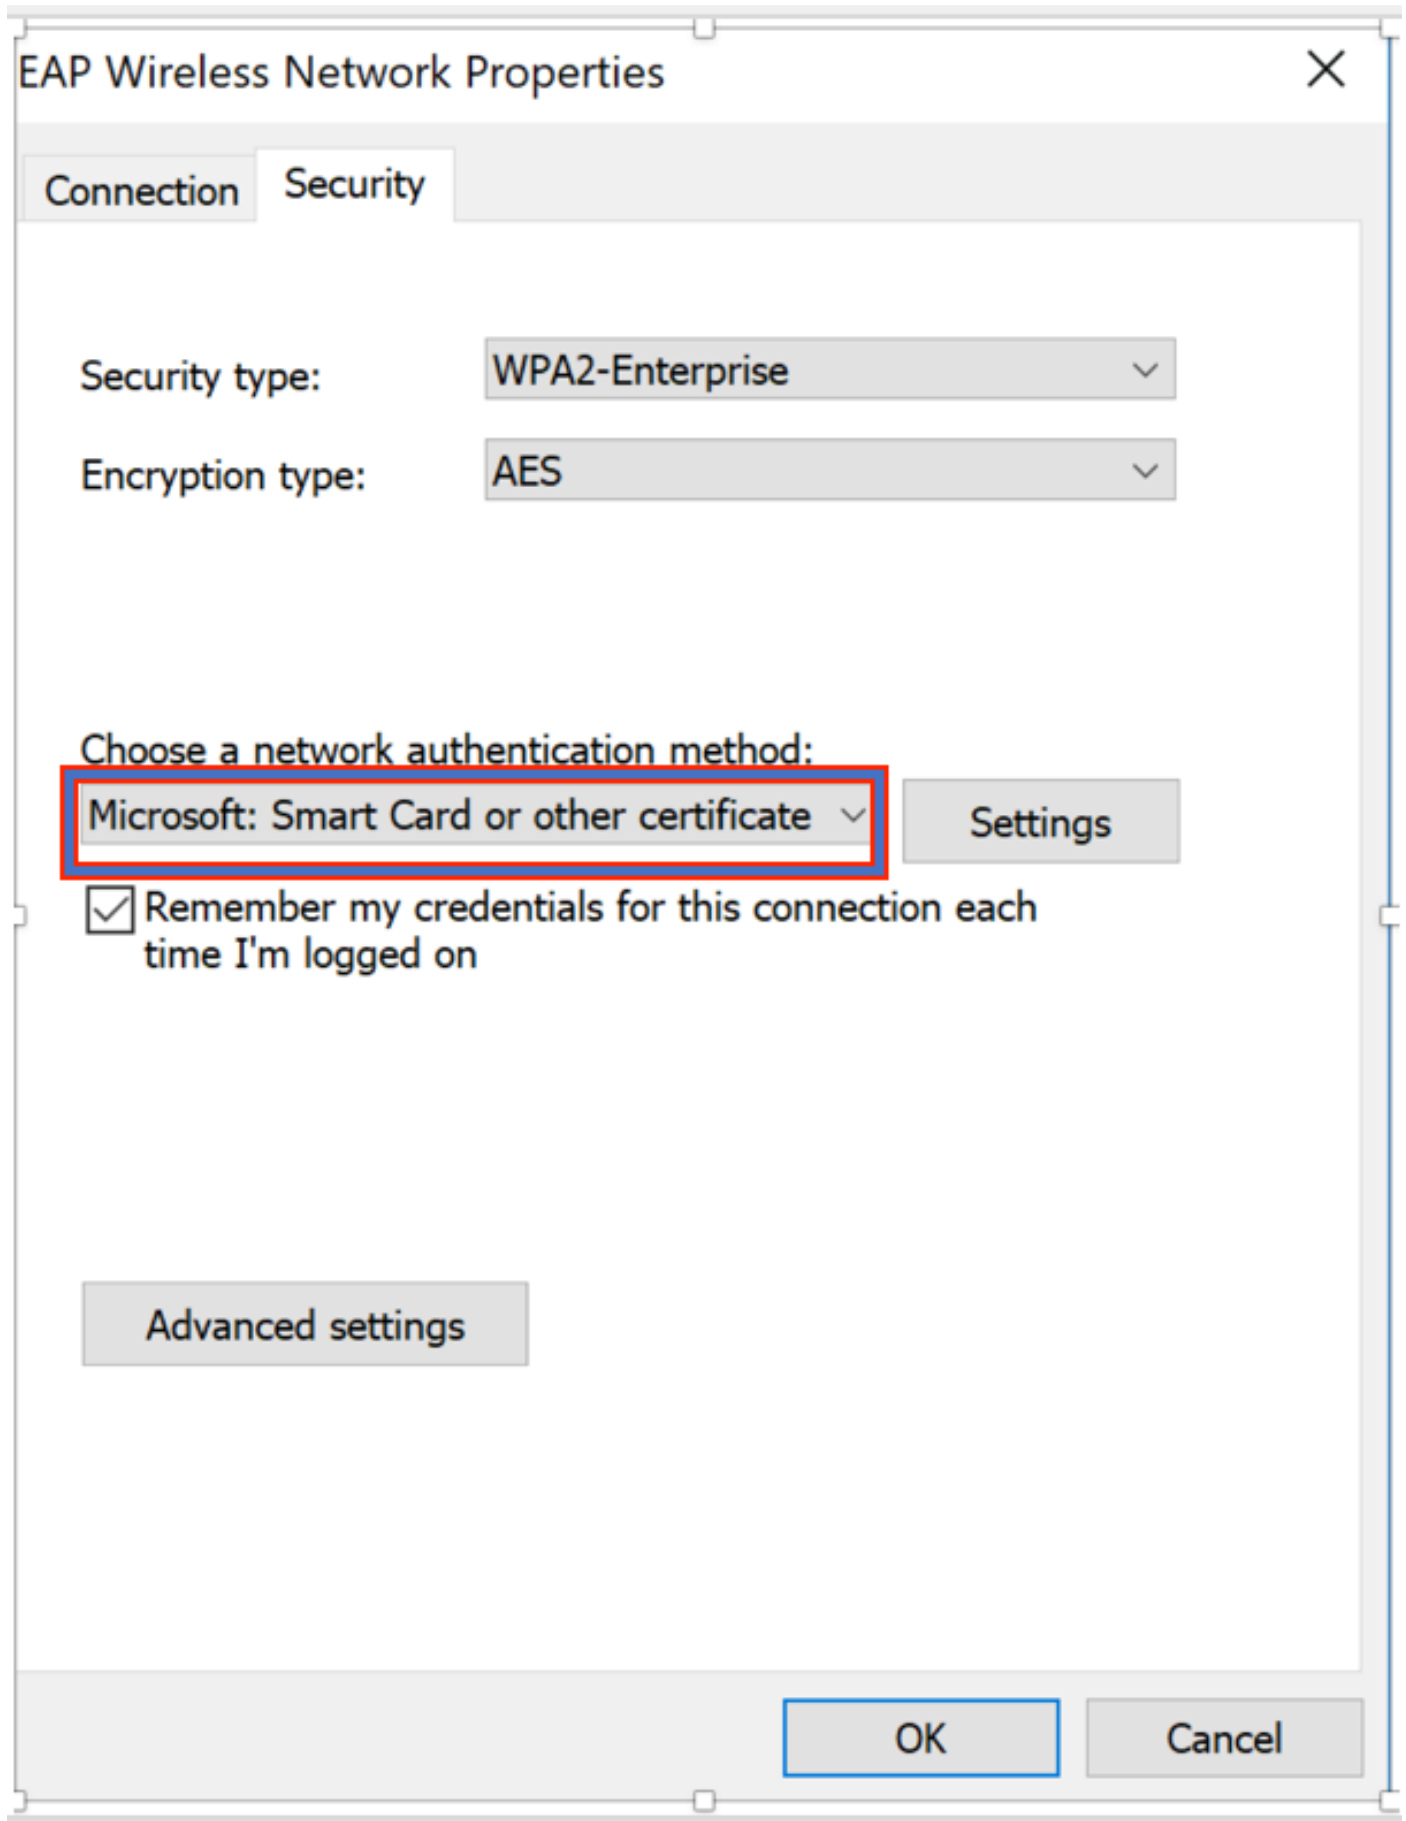 EAP Wireless Network Properties
Connection
Security
Security type:
WPA2-Enterprise
Encryption type:
AES
Choose a network authentication method:
Microsoft: Smart Card or other certificate
Settings
Remember my credentials for this connection each
time I'm logged on
Advanced settings
OK
Cancel